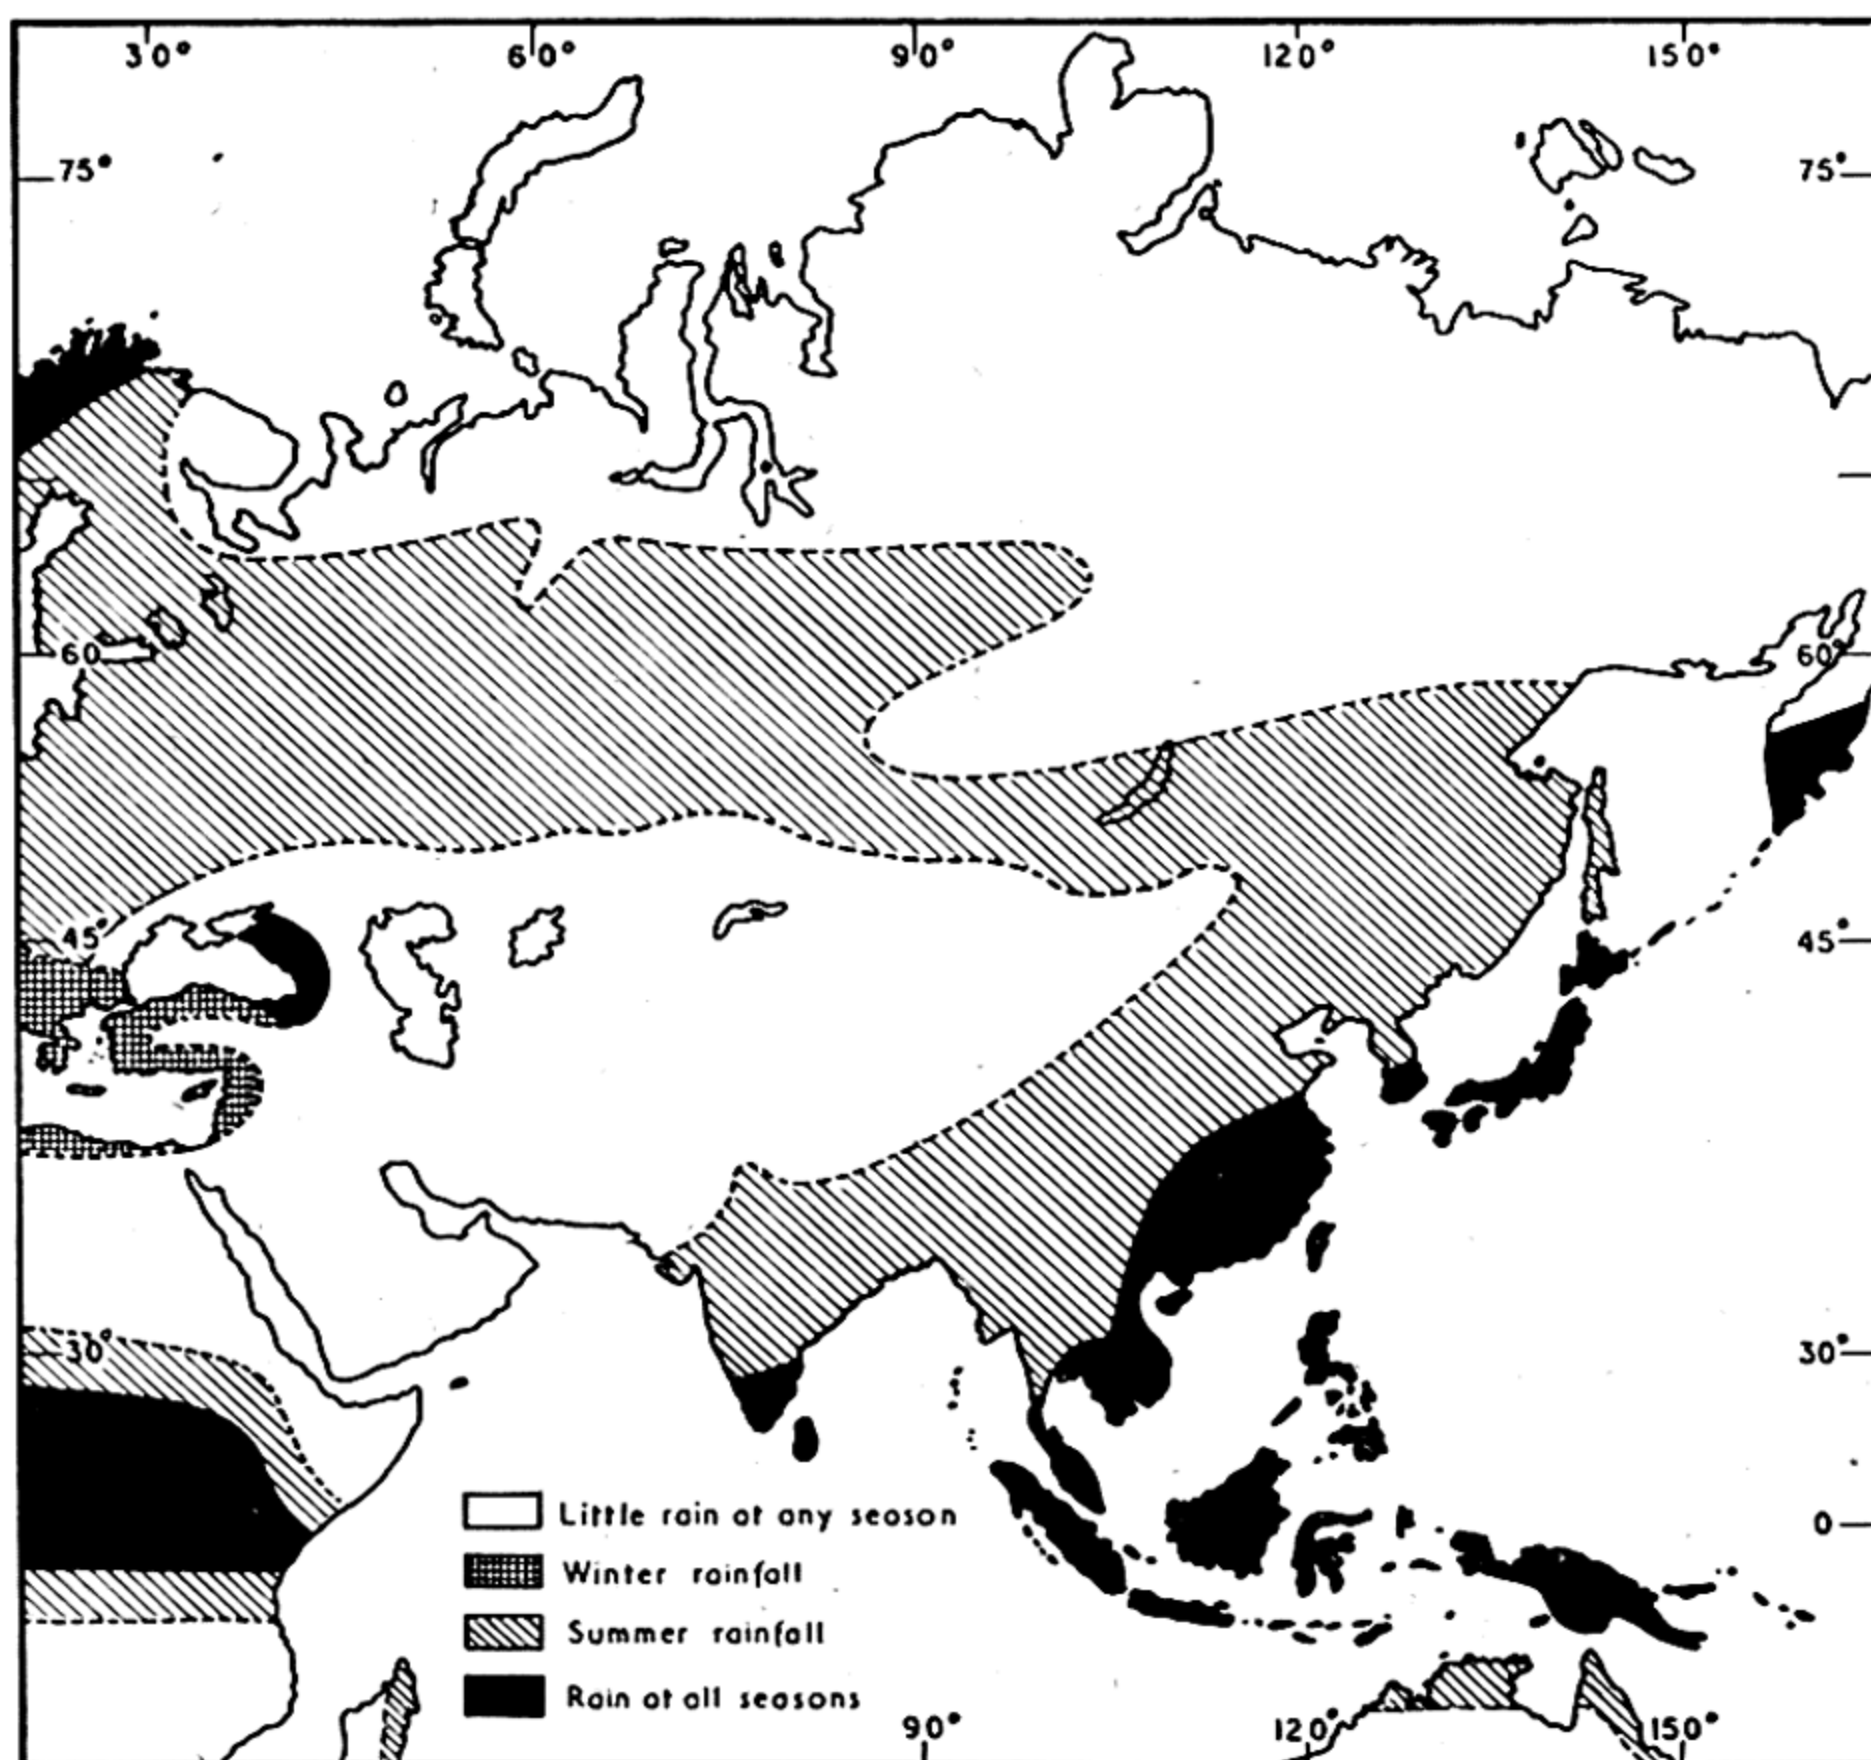 30° 60° 90° 120° 150°
75° 75°
60 60°
45° 45°
30° 30°
Little rain at any season
0
Winter rainfall
Summer rainfall
Rain at all seasons
90° 120° 150°